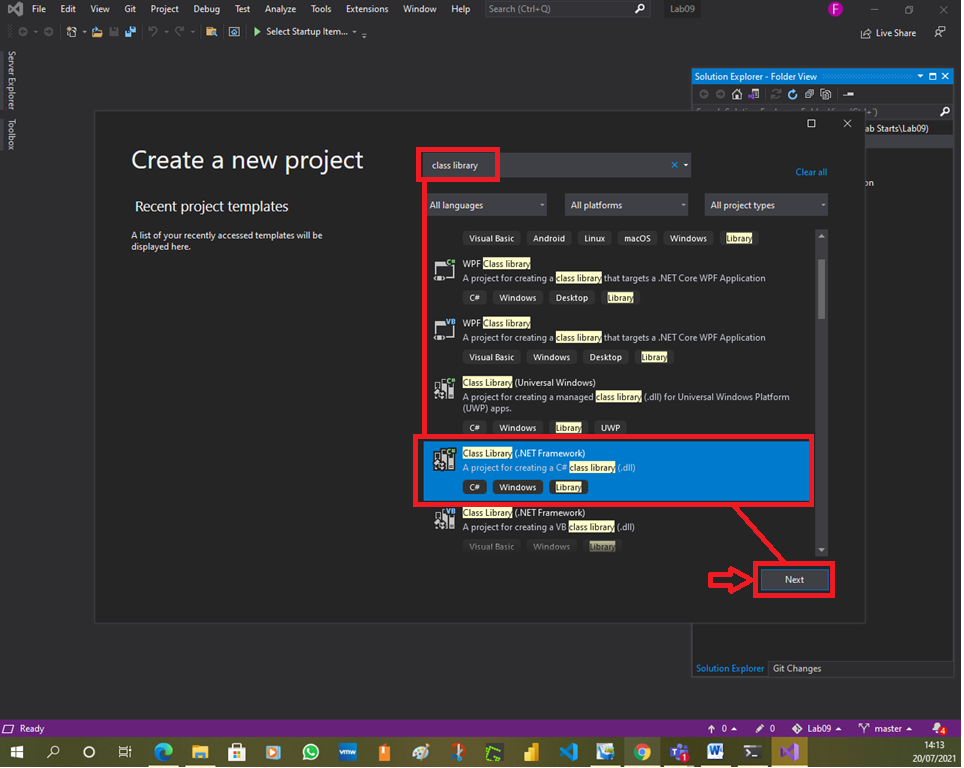 File Edit View Git Project Debug Test Analyze Tools Extensions Window Help Search (Ctrl+Q) Lab09 F
Select Startup Item... Live Share
Server Explorer
Toolbox
Solution Explorer - Folder View
ab Starts\Lab09)
on
Create a new project
class library
Clear all
Recent project templates
A list of your recently accessed templates will be
displayed here.
All languages All platforms All project types
Visual Basic Android Linux macOS Windows Library
WPF Class library
A project for creating a class library that targets a .NET Core WPF Application
C# Windows Desktop Library
WPF Class library
A project for creating a class library that targets a .NET Core WPF Application
Visual Basic Windows Desktop Library
Class Library (Universal Windows)
A project for creating a managed class library (.dll) for Universal Windows Platform
(UWP) apps.
C# Windows Library UWP
Class Library (.NET Framework)
A project for creating a C# class library (.dll)
C# Windows Library
Class Library (.NET Framework)
A project for creating a VB class library (.dll)
Visual Basic Windows Library
Next
Solution Explorer Git Changes
Ready 0 0 Lab09 master 4
14:13
20/07/2021